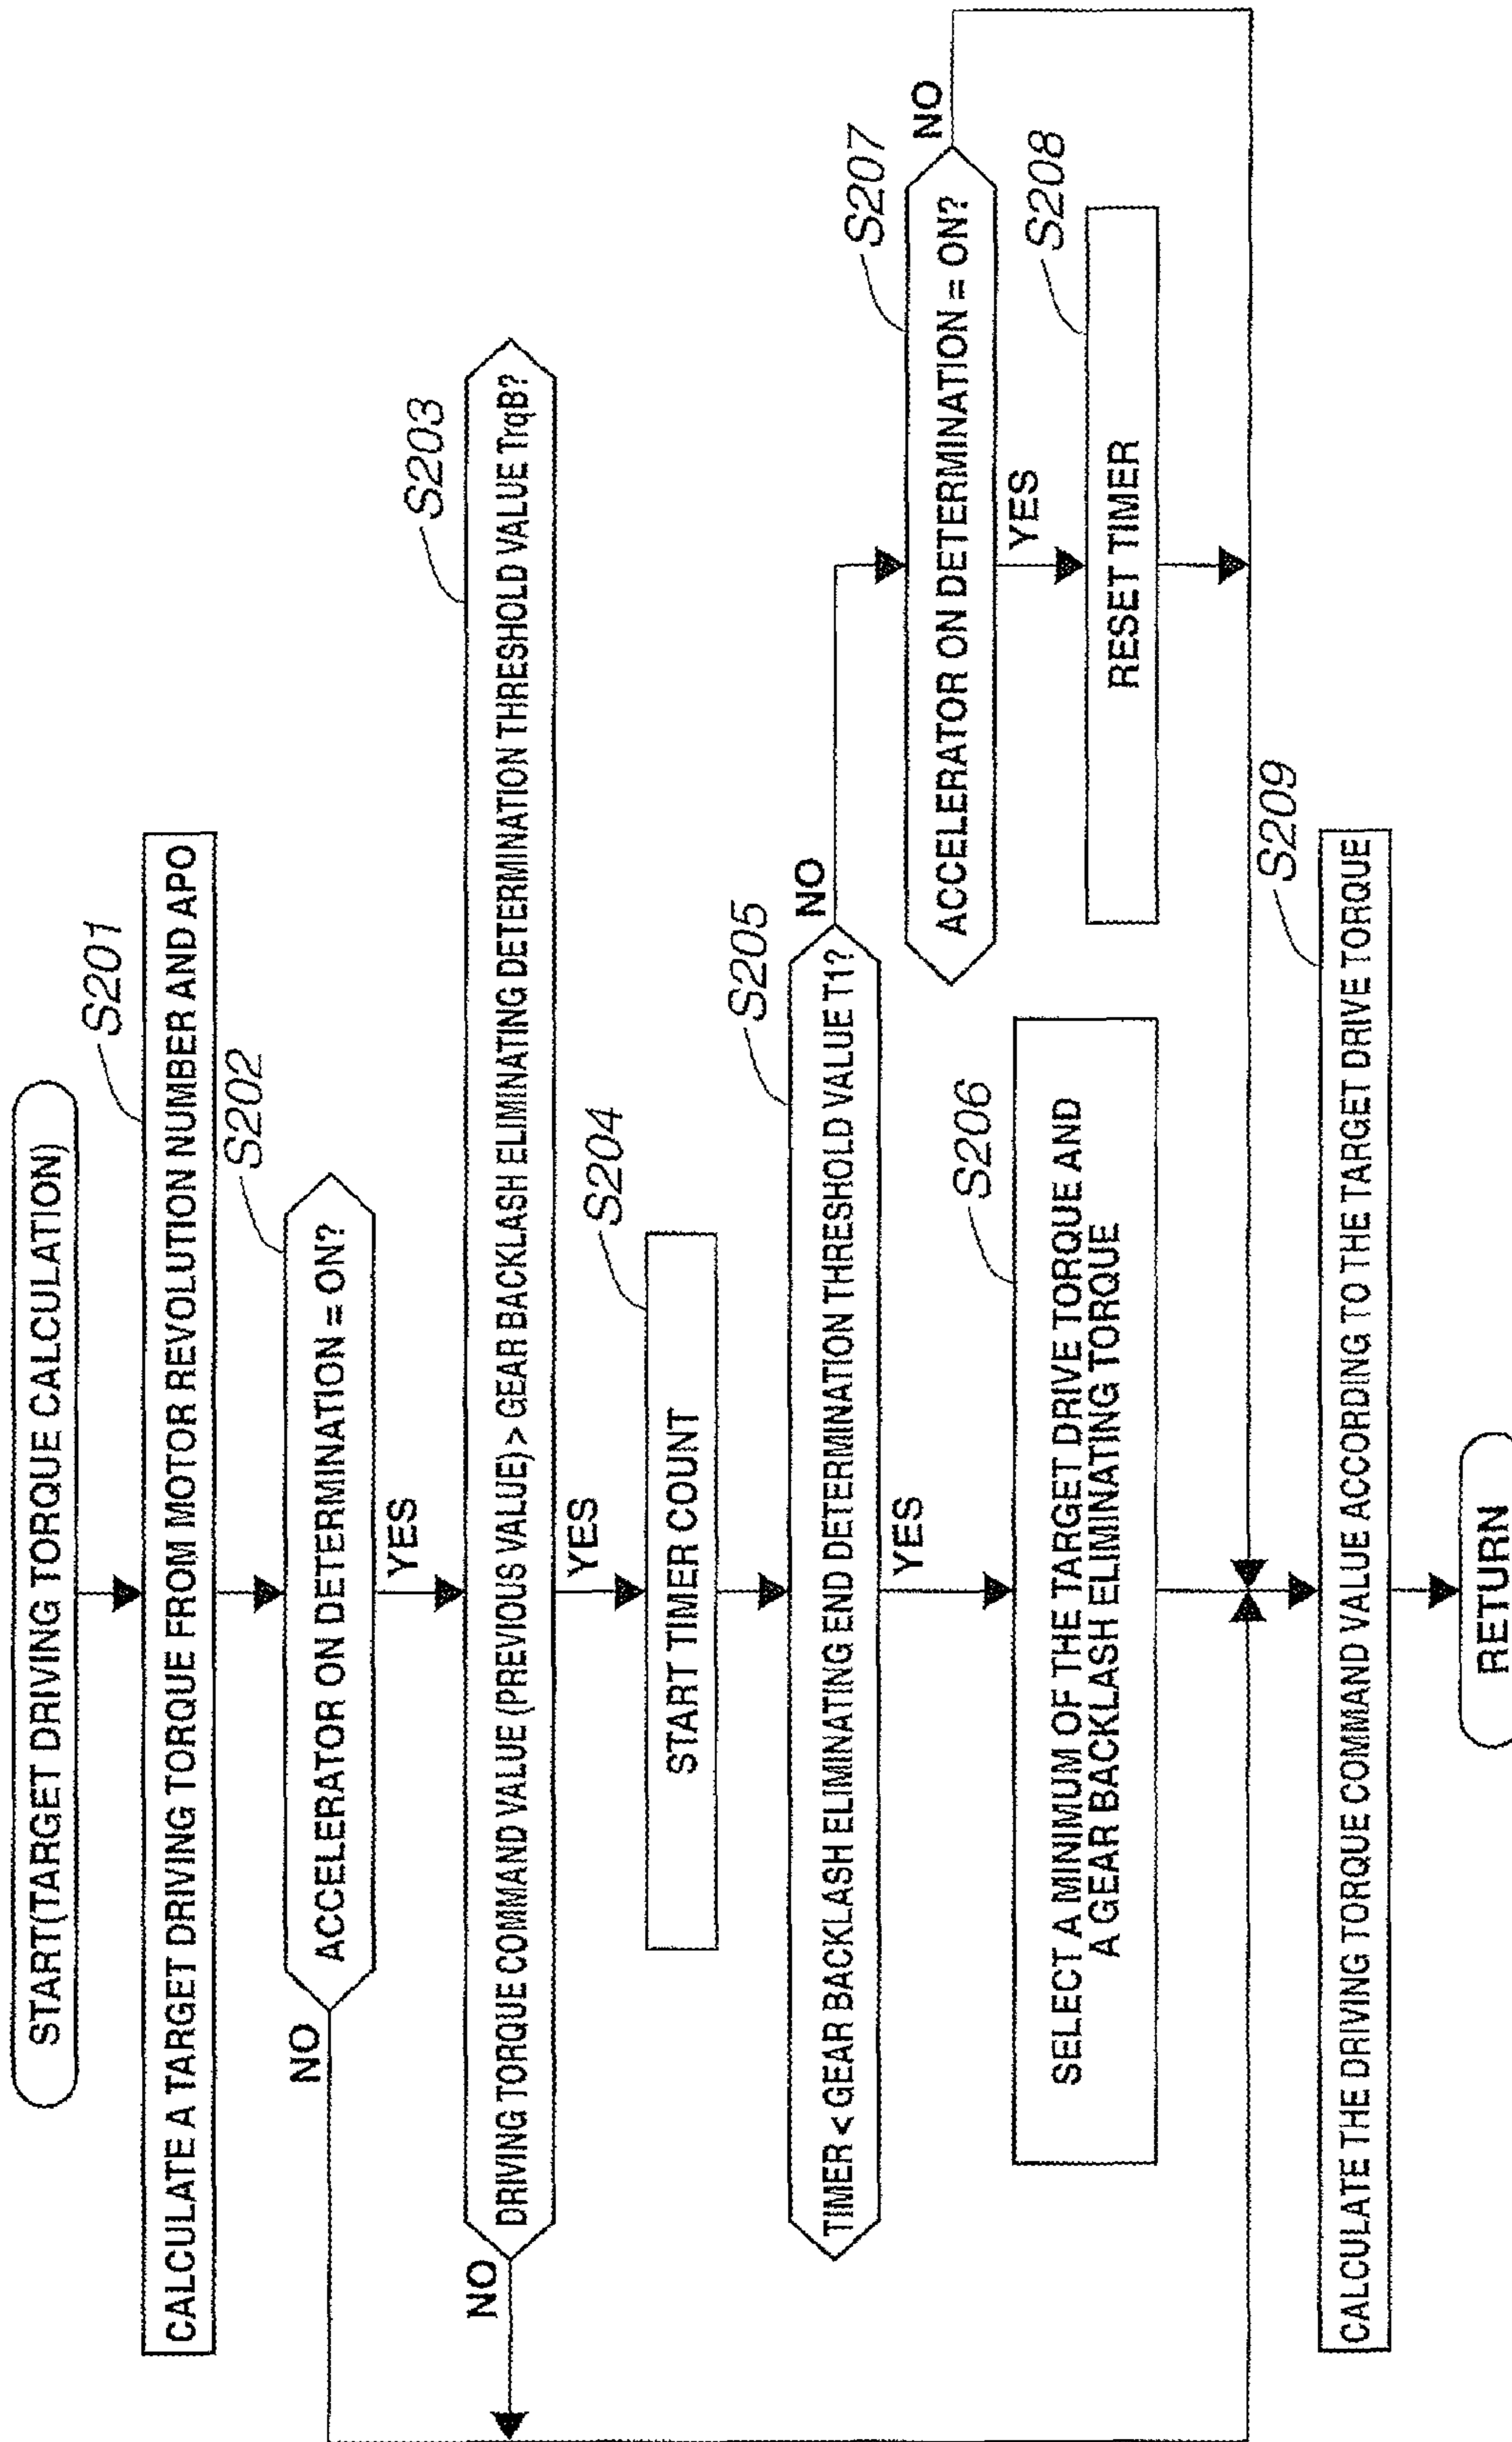 START(TARGET DRIVING TORQUE CALCULATION)
S201
CALCULATE A TARGET DRIVING TORQUE FROM MOTOR REVOLUTION NUMBER AND APO
S202
ACCELERATOR ON DETERMINATION = ON?
NO
YES
S203
DRIVING TORQUE COMMAND VALUE (PREVIOUS VALUE) > GEAR BACKLASH ELIMINATING DETERMINATION THRESHOLD VALUE TrqB?
NO
YES
S204
START TIMER COUNT
S205
TIMER < GEAR BACKLASH ELIMINATING END DETERMINATION THRESHOLD VALUE T1?
NO
YES
S206
SELECT A MINIMUM OF THE TARGET DRIVE TORQUE AND
A GEAR BACKLASH ELIMINATING TORQUE
S207
ACCELERATOR ON DETERMINATION = ON?
NO
YES
S208
RESET TIMER
S209
CALCULATE THE DRIVING TORQUE COMMAND VALUE ACCORDING TO THE TARGET DRIVE TORQUE
RETURN